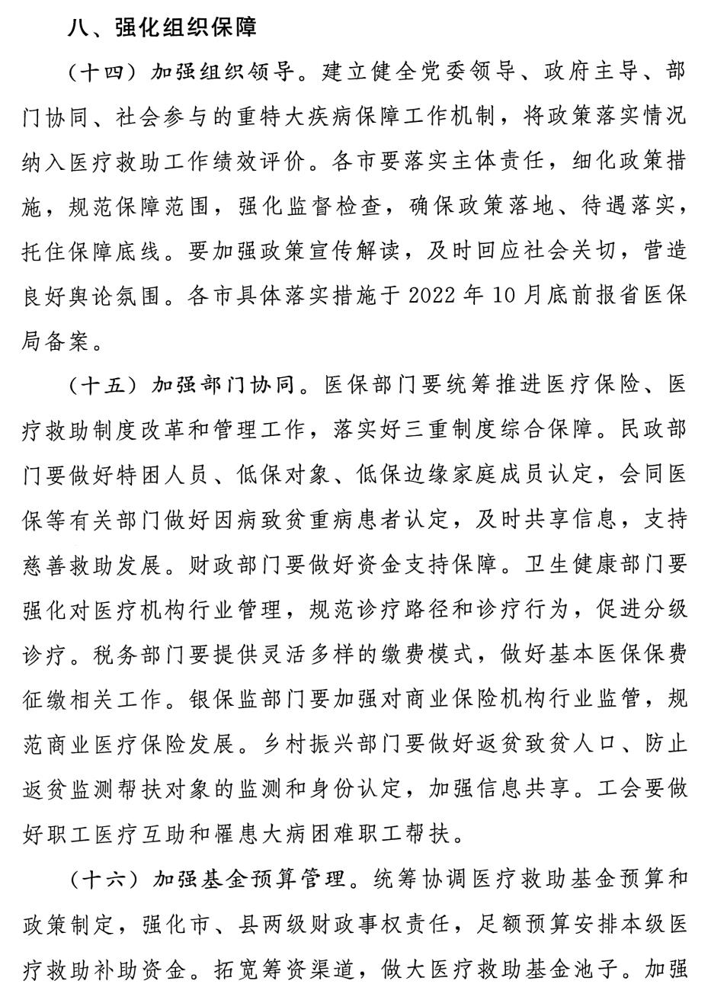 八、强化组织保障
（十四）加强组织领导。建立健全党委领导、政府主导、部
门协同、社会参与的重特大疾病保障工作机制，将政策落实情况
纳入医疗救助工作绩效评价。各市要落实主体责任，细化政策措
施，规范保障范围，强化监督检查，确保政策落地、待遇落实，
托住保障底线。要加强政策宣传解读，及时回应社会关切，营造
良好舆论氛围。各市具体落实措施于 2022 年 10 月底前报省医保
局备案。
（十五）加强部门协同。医保部门要统筹推进医疗保险、医
疗救助制度改革和管理工作，落实好三重制度综合保障。民政部
门要做好特困人员、低保对象、低保边缘家庭成员认定，会同医
保等有关部门做好因病致贫重病患者认定，及时共享信息，支持
慈善救助发展。财政部门要做好资金支持保障。卫生健康部门要
强化对医疗机构行业管理，规范诊疗路径和诊疗行为，促进分级
诊疗。税务部门要提供灵活多样的缴费模式，做好基本医保保费
征缴相关工作。银保监部门要加强对商业保险机构行业监管，规
范商业医疗保险发展。乡村振兴部门要做好返贫致贫人口、防止
返贫监测帮扶对象的监测和身份认定，加强信息共享。工会要做
好职工医疗互助和罹患大病困难职工帮扶。
（十六）加强基金预算管理。统筹协调医疗救助基金预算和
政策制定，强化市、县两级财政事权责任，足额预算安排本级医
疗救助补助资金。拓宽筹资渠道，做大医疗救助基金池子。加强